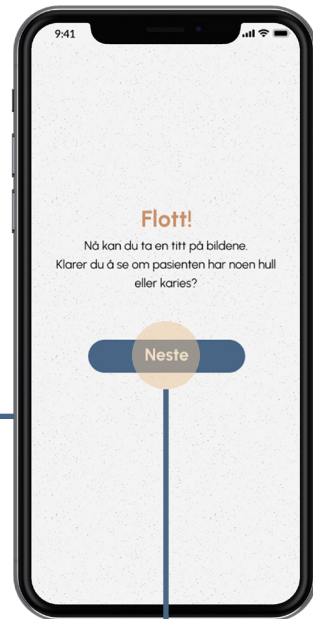 9:41
Flott!
Nå kan du ta en titt på bildene.
Klarer du å se om pasienten har noen hull
eller karies?
Neste